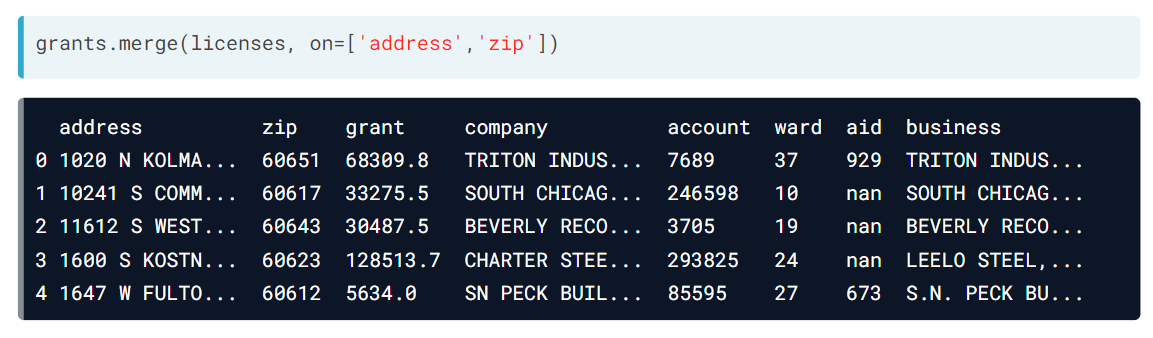 grants.merge(licenses, on=['address','zip'])
address zip grant company account ward aid business
0 1020 N KOLMA... 60651 68309.8 TRITON INDUS... 7689 37 929 TRITON INDUS...
1 10241 S COMM... 60617 33275.5 SOUTH CHICAG... 246598 10 nan SOUTH CHICAG...
2 11612 S WEST... 60643 30487.5 BEVERLY RECO... 3705 19 nan BEVERLY RECO...
3 1600 S KOSTN... 60623 128513.7 CHARTER STEE... 293825 24 nan LEELO STEEL,...
4 1647 W FULTO... 60612 5634.0 SN PECK BUIL... 85595 27 673 S.N. PECK BU...